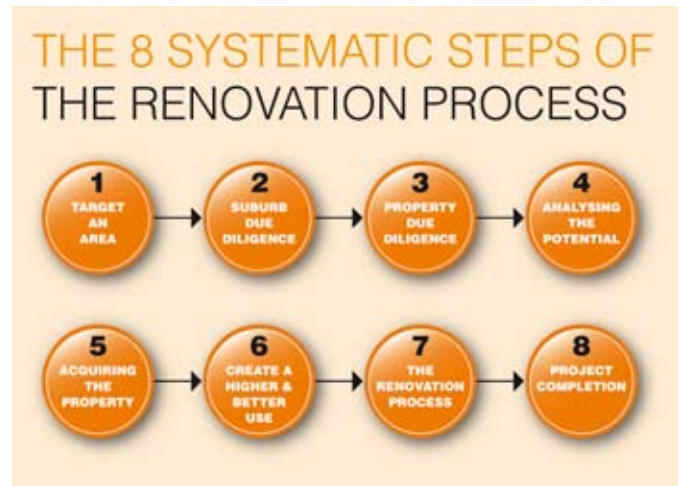 THE 8 SYSTEMATIC STEPS OF
THE RENOVATION PROCESS
1
TARGET
AN
AREA
2
SUBURB
DUE
DILIGENCE
3
PROPERTY
DUE
DILIGENCE
4
ANALYSING
THE
POTENTIAL
5
ACQUIRING
THE
PROPERTY
6
CREATE A
HIGHER &
BETTER
USE
7
THE
RENOVATION
PROCESS
8
PROJECT
COMPLETION